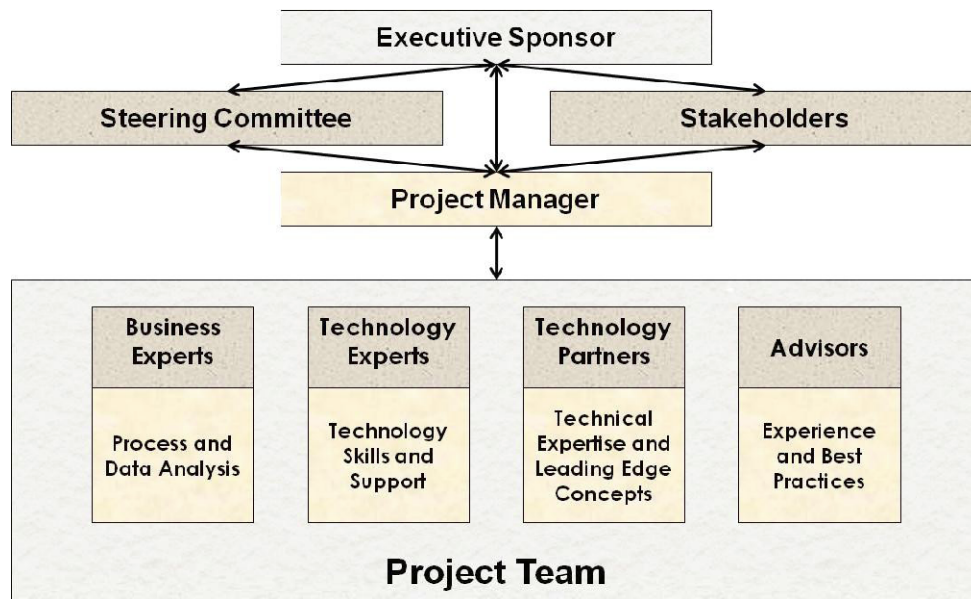 Executive Sponsor
Steering Committee
Stakeholders
Project Manager
Business
Experts
Process and
Data Analysis
Technology
Experts
Technology
Skills and
Support
Technology
Partners
Technical
Expertise and
Leading Edge
Concepts
Advisors
Experience
and Best
Practices
Project Team